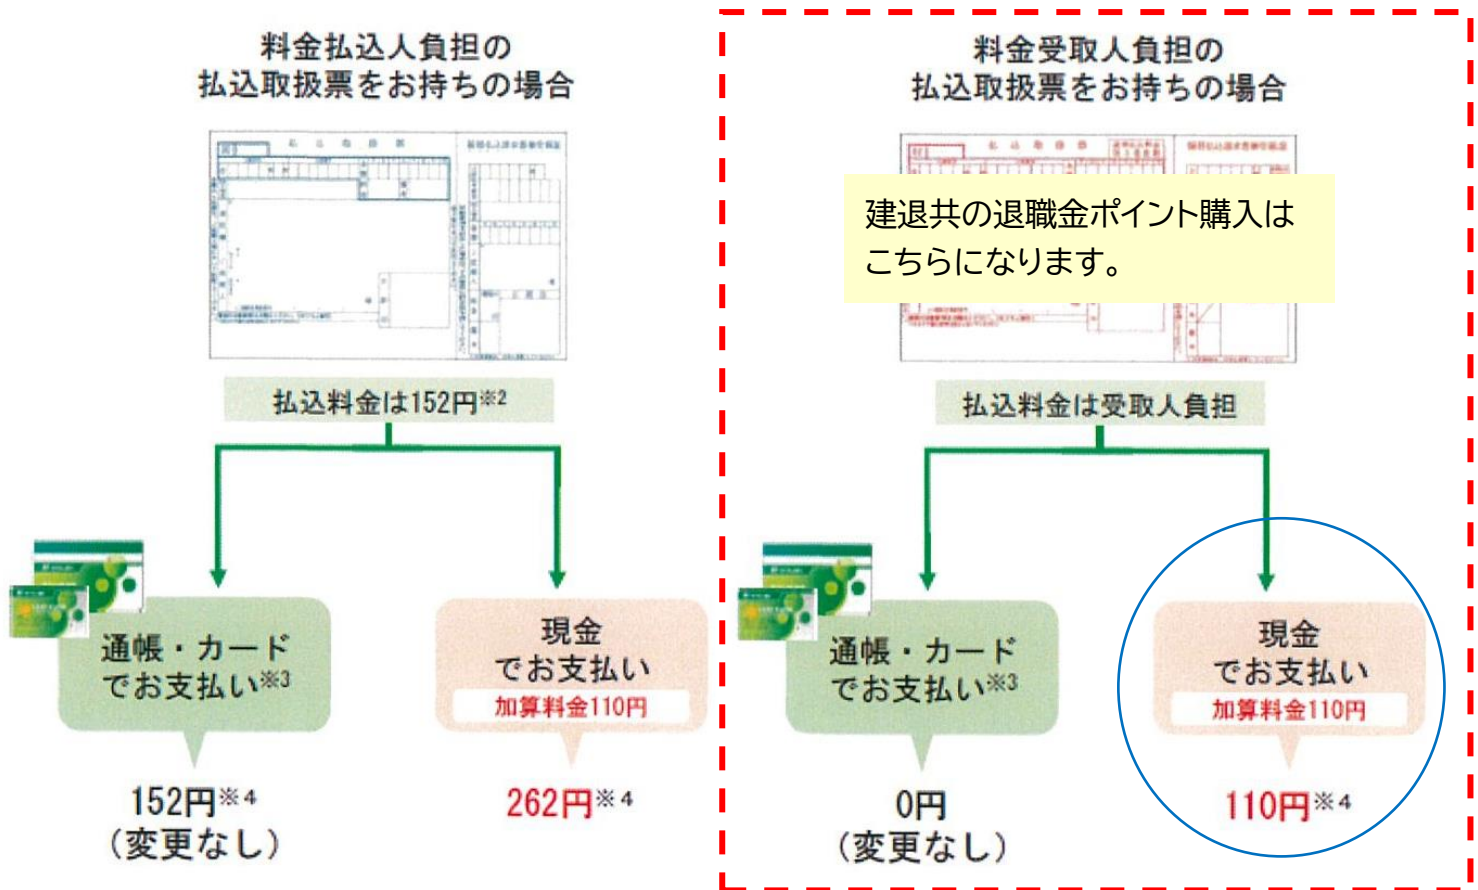 料金払込人負担の
払込取扱票をお持ちの場合
払込料金は152円※2
通帳・カード
でお支払い※3
152円※4
（変更なし）
現金
でお支払い
加算料金110円
262円※4
料金受取人負担の
払込取扱票をお持ちの場合
建退共の退職金ポイント購入は
こちらになります。
払込料金は受取人負担
通帳・カード
でお支払い※3
0円
（変更なし）
現金
でお支払い
加算料金110円
110円※4